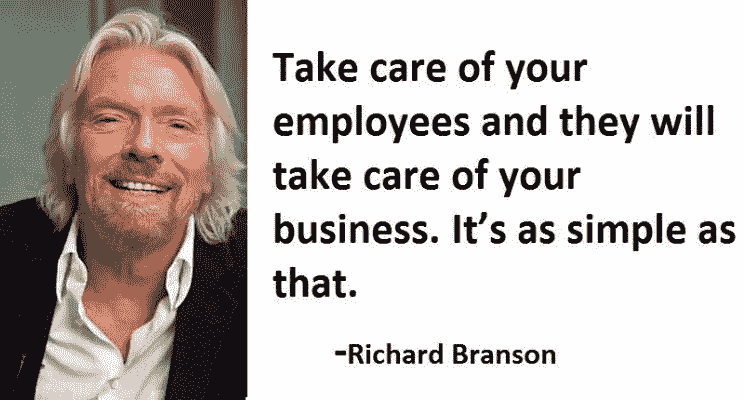 Take care of your
employees and they will
take care of your
business. It’s as simple as
that.
-Richard Branson